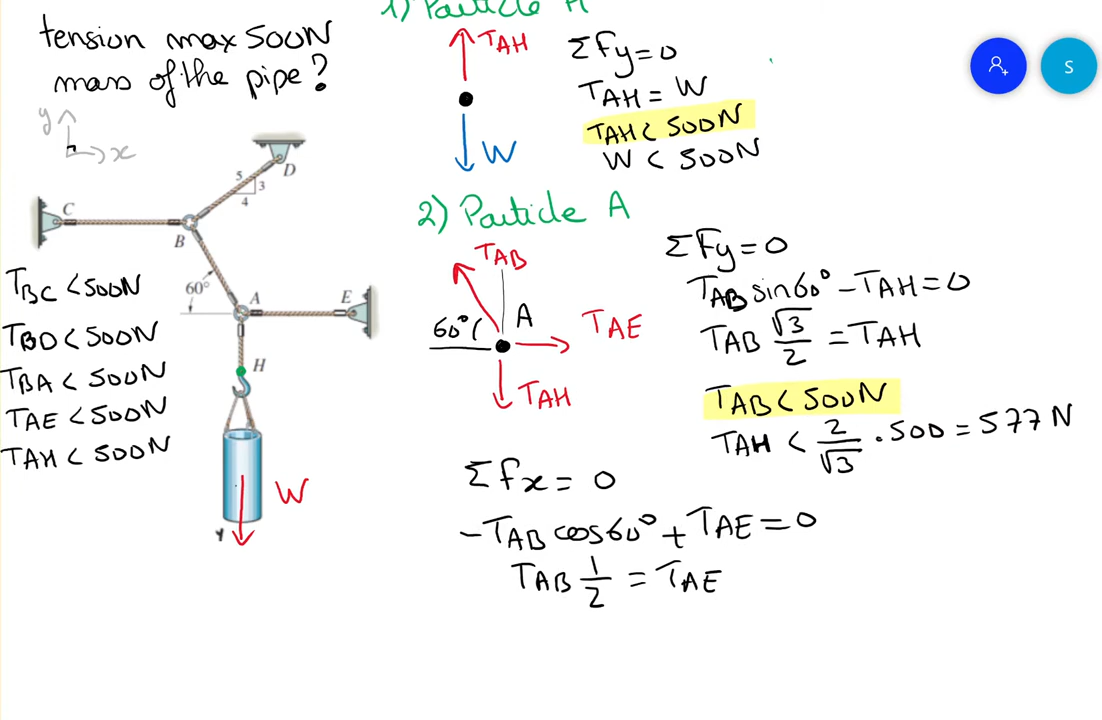 tension max 500N
mass of the pipe?
y
x
5
3
4
D
C
B
60°
A
E
H
W
TBC < 500N
TBD < 500N
TBA < 500N
TAE < 500N
TAH < 500N
1) Particle H
TAH
W
ΣFy=0
TAH = W
TAH < 500N
W < 500N
2) Particle A
TAB
60°
A
TAE
TAH
ΣFy=0
TAB sin60° - TAH = 0
TAB √3/2 = TAH
TAB < 500N
TAH < 2/√3 . 500 = 577 N
ΣFx = 0
-TAB cos60° + TAE = 0
TAB 1/2 = TAE
S